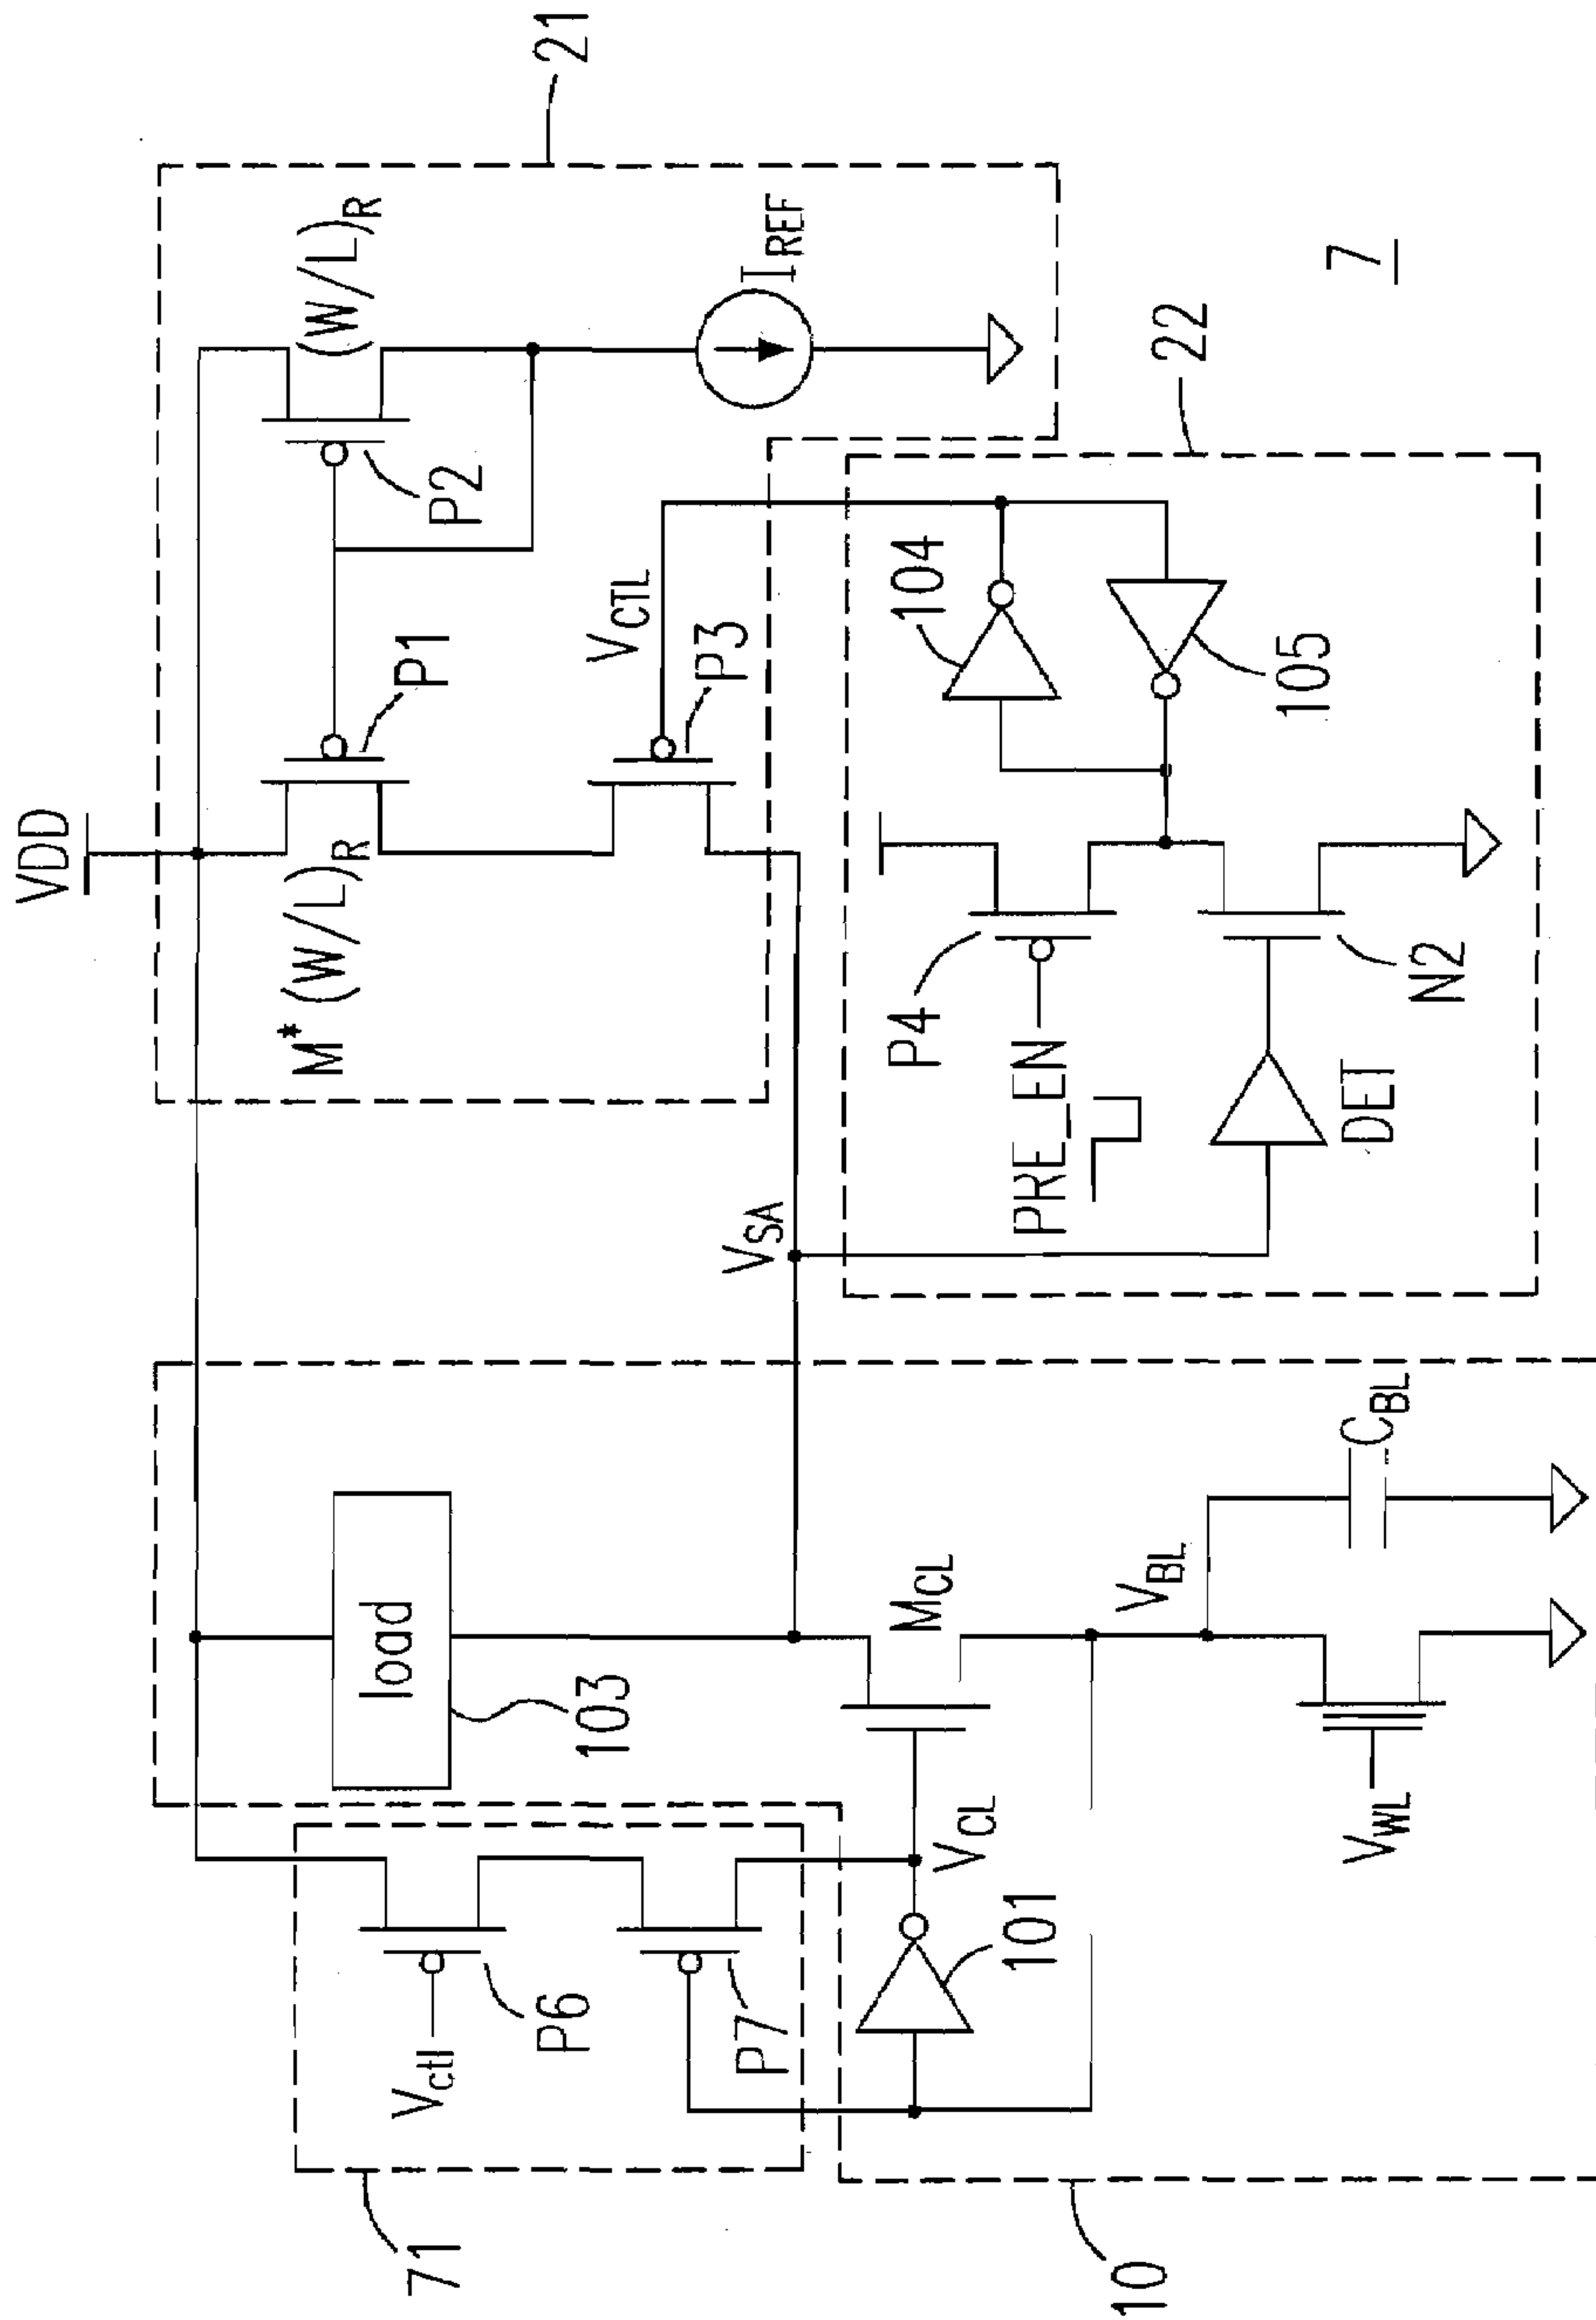 VDD
21
M* (W/L)R
(W/L)R
P1
P2
IREF
VCTL
P3
71
Vctl
P6
P7
load
103
VSA
22
104
105
P4
PRE_EN
DET
N2
7
101
VCL
MCL
VBL
CBL
VWL
10